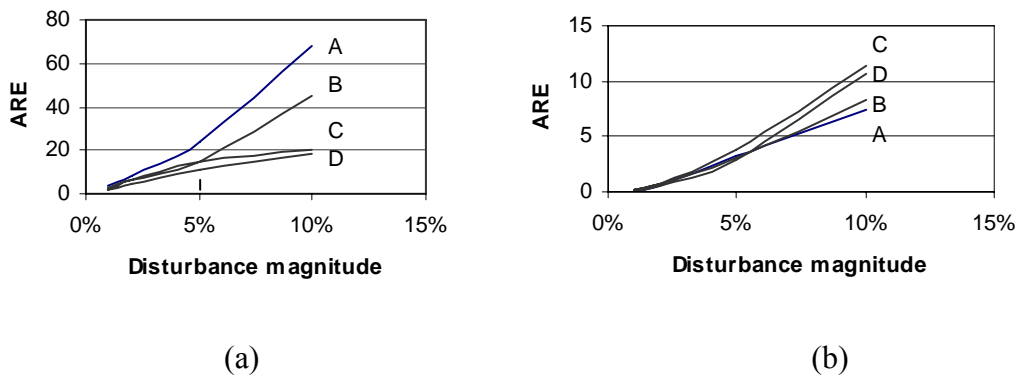 80
60
40
20
0
ARE
A
B
C
D
0%
5%
10%
15%
Disturbance magnitude
(a)
15
10
5
0
ARE
C
D
B
A
0%
5%
10%
15%
Disturbance magnitude
(b)